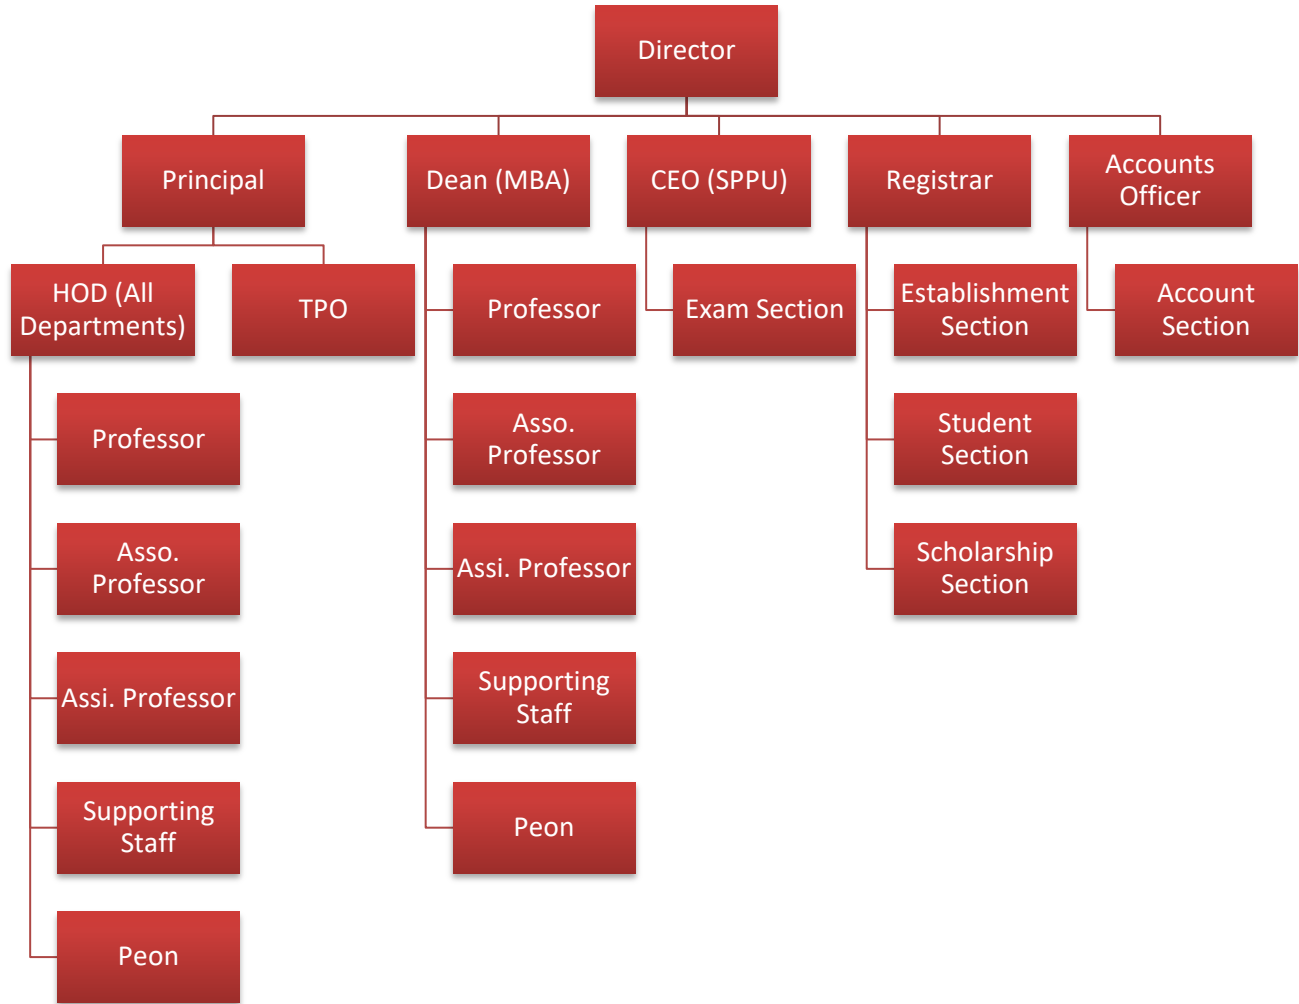 Director
Principal
Dean (MBA)
CEO (SPPU)
Registrar
Accounts
Officer
HOD (All
Departments)
TPO
Professor
Exam Section
Establishment
Section
Account
Section
Professor
Asso.
Professor
Student
Section
Asso.
Professor
Assi. Professor
Scholarship
Section
Assi. Professor
Supporting
Staff
Supporting
Staff
Peon
Peon